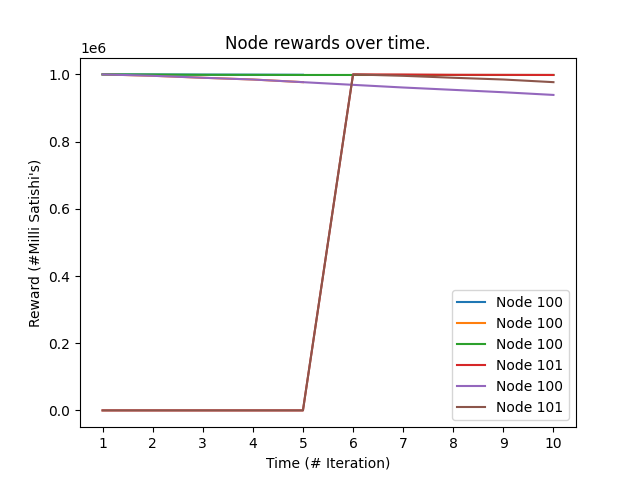 Node rewards over time.
1e6
1.0
0.8
0.6
0.4
0.2
0.0
Reward (#Milli Satishi's)
Node 100
Node 100
Node 100
Node 101
Node 100
Node 101
1 2 3 4 5 6 7 8 9 10
Time (# Iteration)